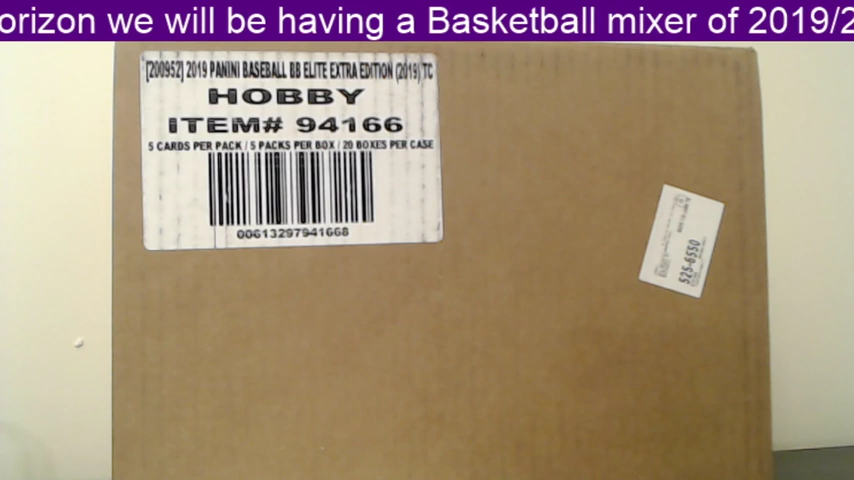 orizon we will be having a Basketball mixer of 2019/2
[200952] 2019 PANINI BASEBALL BB ELITE EXTRA EDITION (2019) TC
HOBBY
ITEM# 94166
5 CARDS PER PACK / 5 PACKS PER BOX / 20 BOXES PER CASE
00613297941668
525-6550